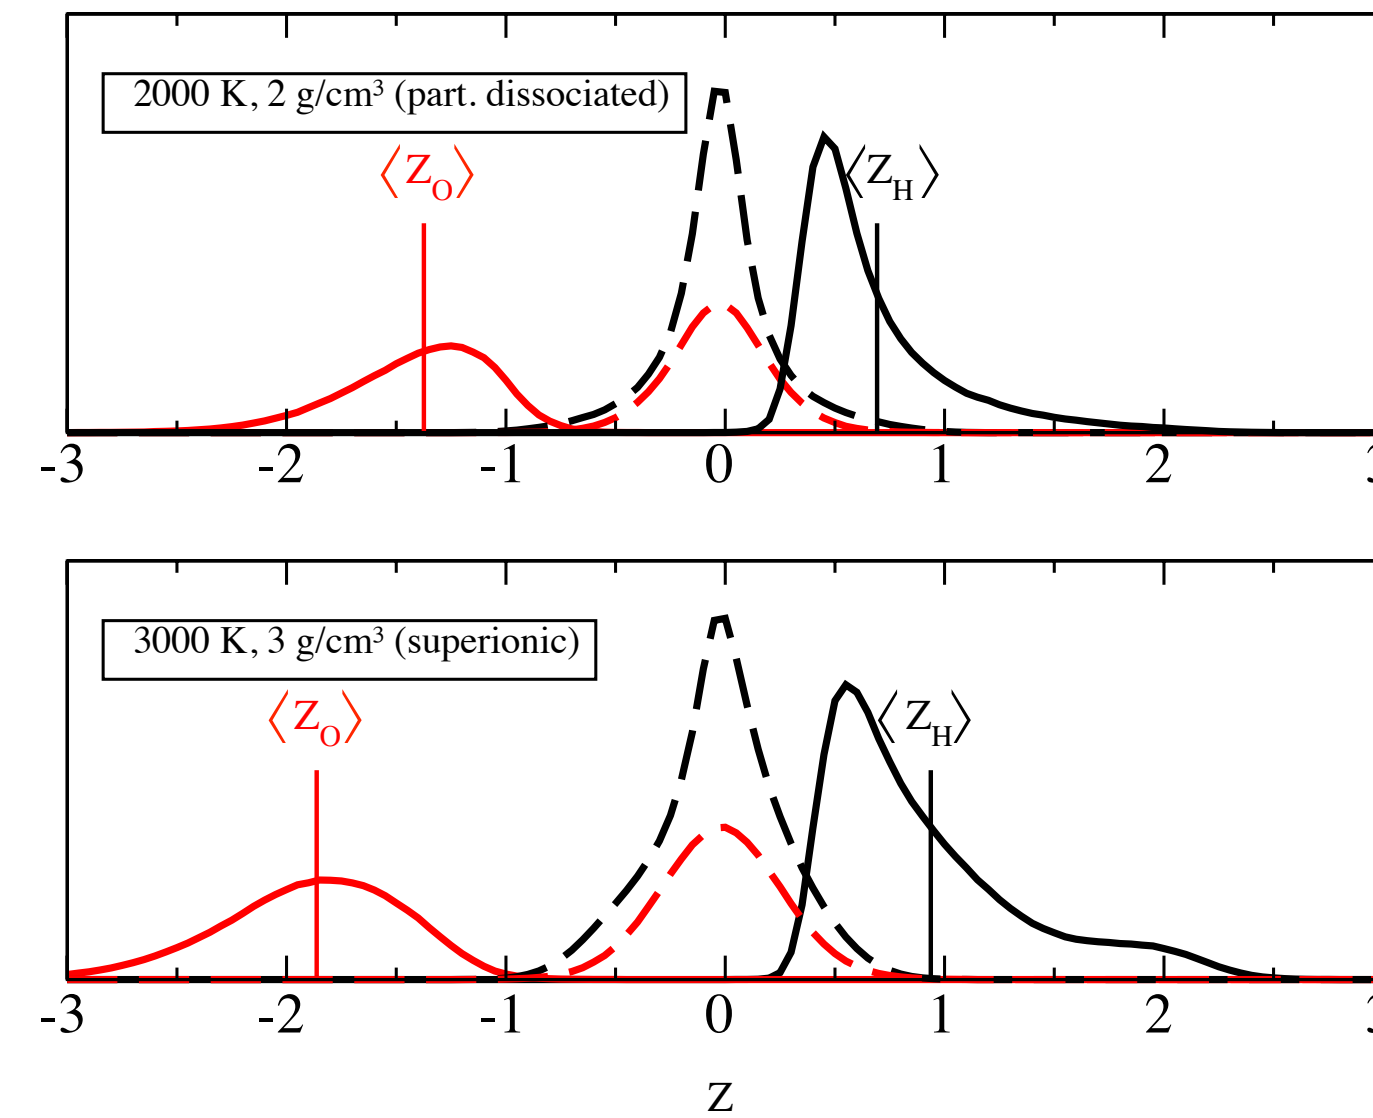 2000 K, 2 g/cm³ (part. dissociated)
⟨Z_O⟩ ⟨Z_H⟩
-3 -2 -1 0 1 2
3000 K, 3 g/cm³ (superionic)
⟨Z_O⟩ ⟨Z_H⟩
-3 -2 -1 0 1 2
Z